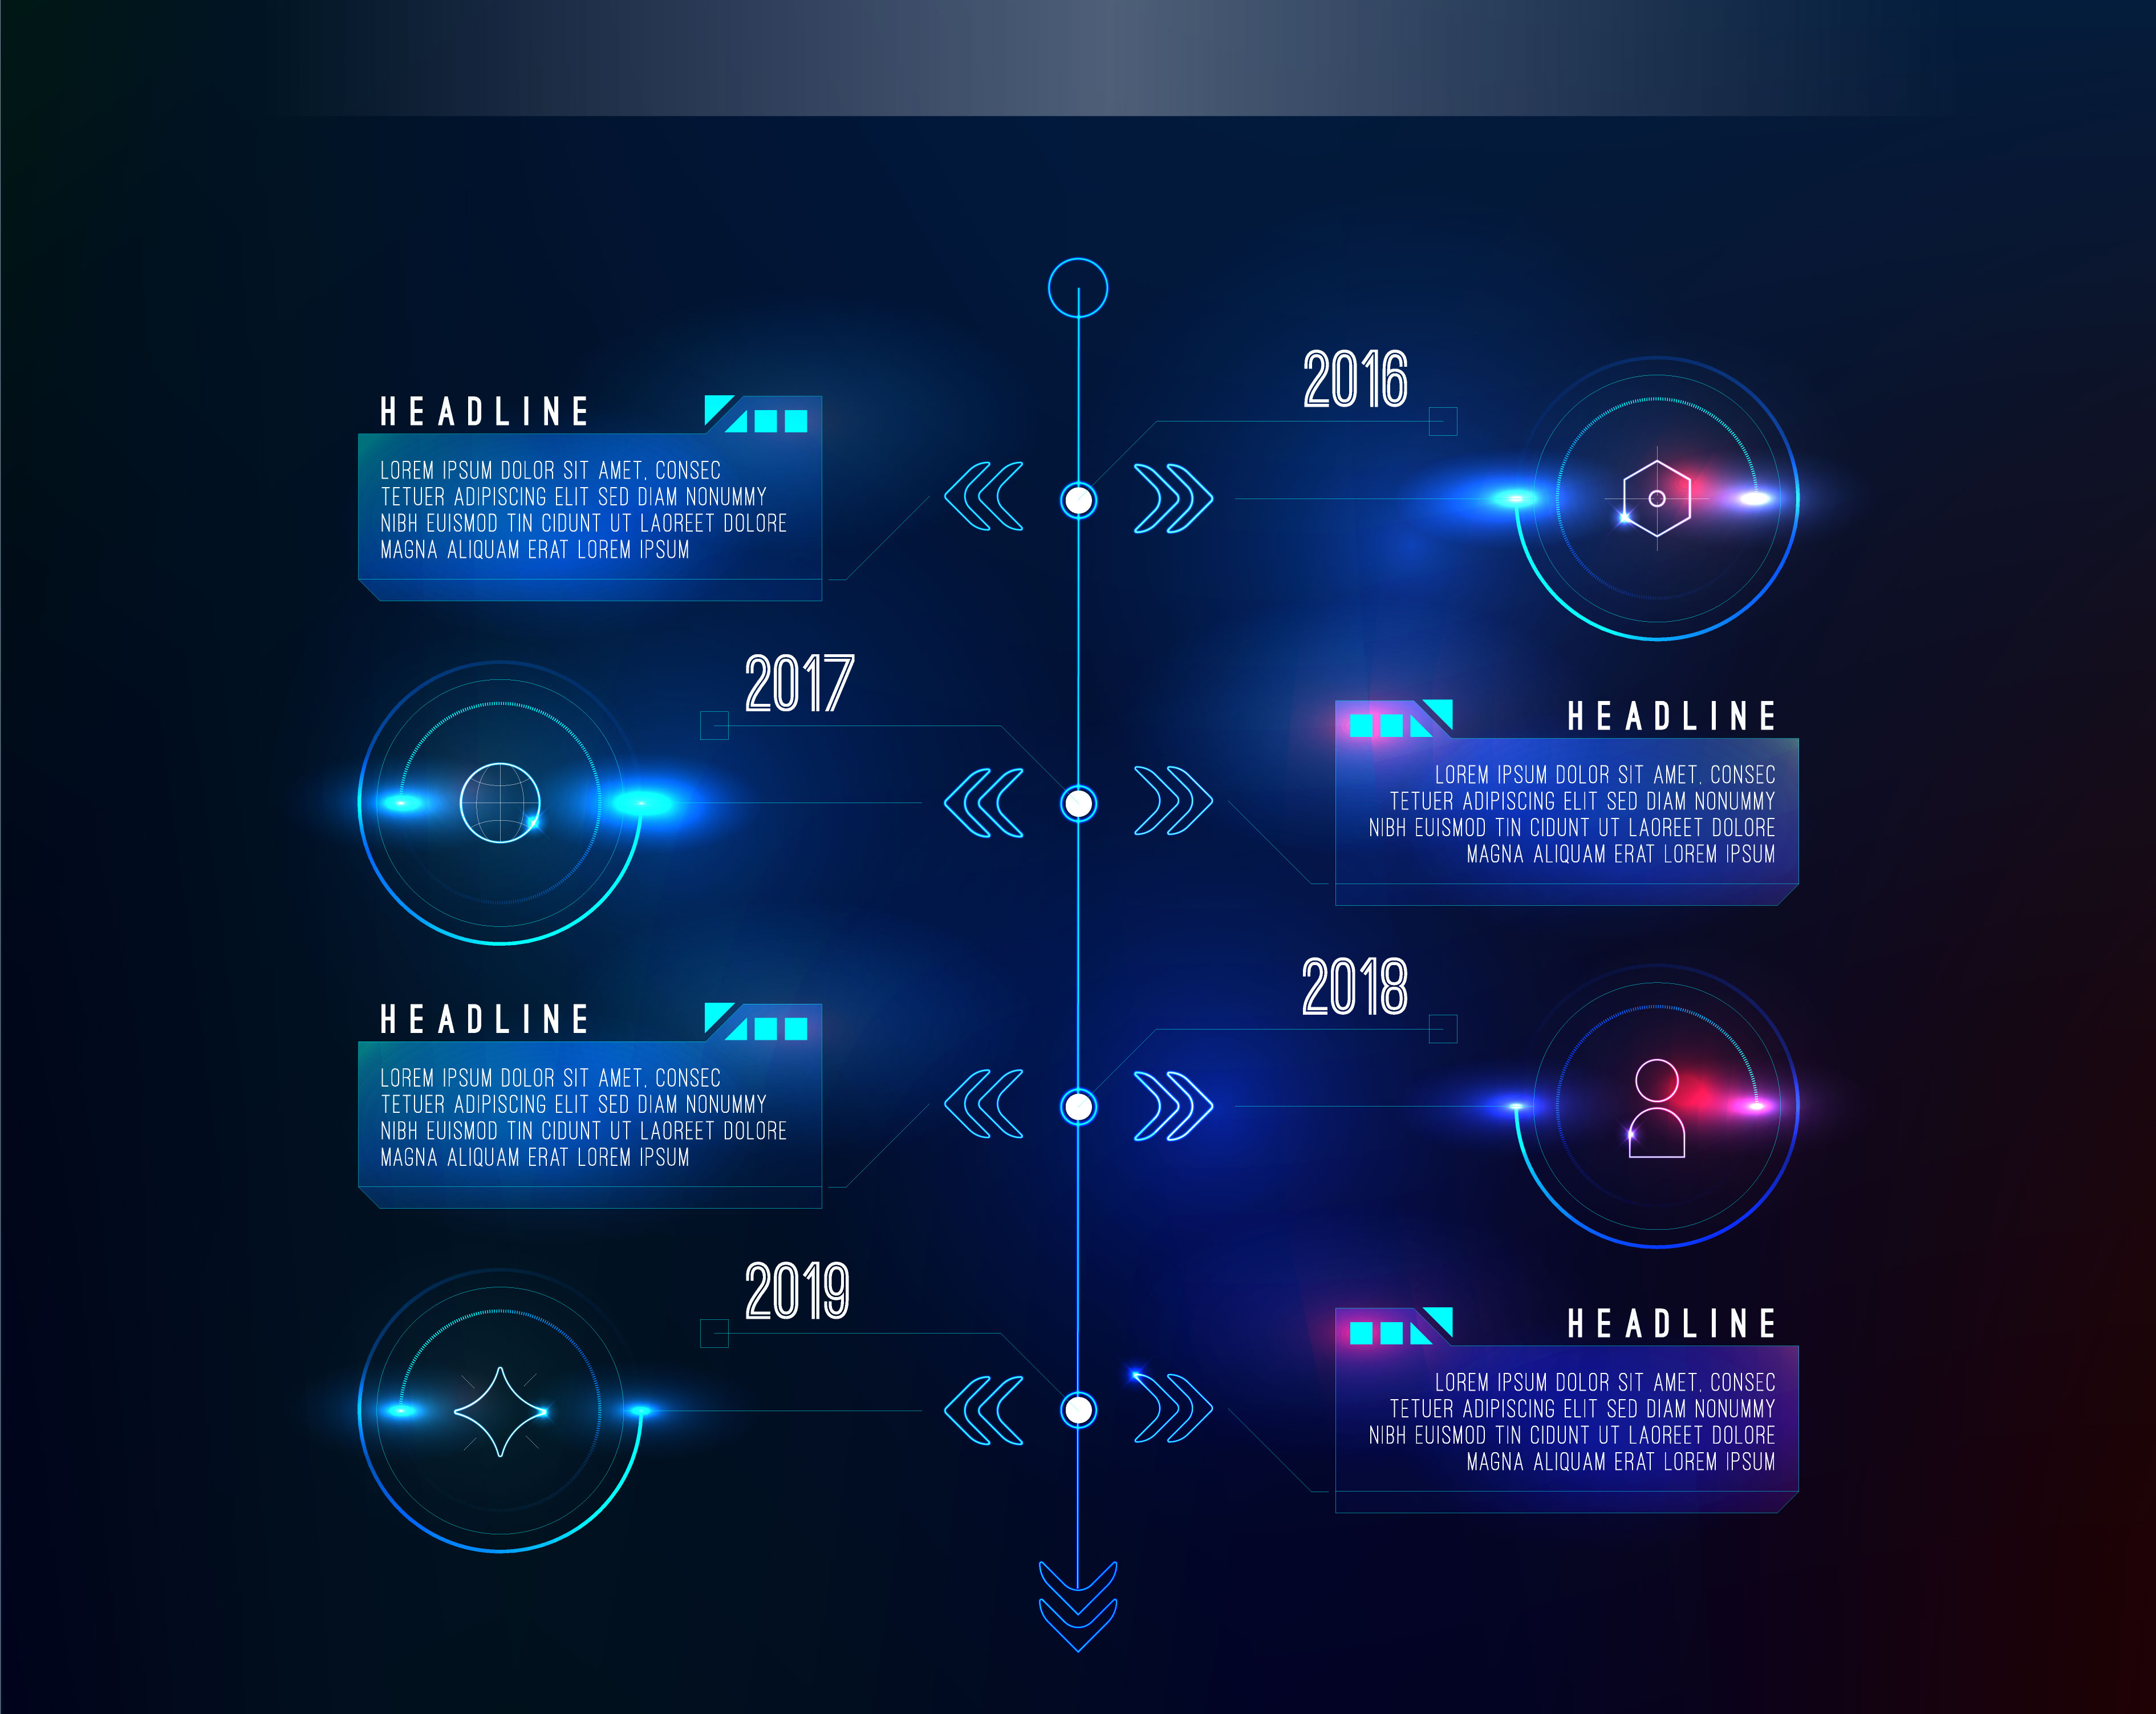 2016
HEADLINE
LOREM IPSUM DOLOR SIT AMET, CONSEC
TETUER ADIPISCING ELIT SED DIAM NONUMMY
NIBH EUISMOD TIN CIDUNT UT LAOREET DOLORE
MAGNA ALIQUAM ERAT LOREM IPSUM
2017
HEADLINE
LOREM IPSUM DOLOR SIT AMET, CONSEC
TETUER ADIPISCING ELIT SED DIAM NONUMMY
NIBH EUISMOD TIN CIDUNT UT LAOREET DOLORE
MAGNA ALIQUAM ERAT LOREM IPSUM
2018
HEADLINE
LOREM IPSUM DOLOR SIT AMET, CONSEC
TETUER ADIPISCING ELIT SED DIAM NONUMMY
NIBH EUISMOD TIN CIDUNT UT LAOREET DOLORE
MAGNA ALIQUAM ERAT LOREM IPSUM
2019
HEADLINE
LOREM IPSUM DOLOR SIT AMET, CONSEC
TETUER ADIPISCING ELIT SED DIAM NONUMMY
NIBH EUISMOD TIN CIDUNT UT LAOREET DOLORE
MAGNA ALIQUAM ERAT LOREM IPSUM